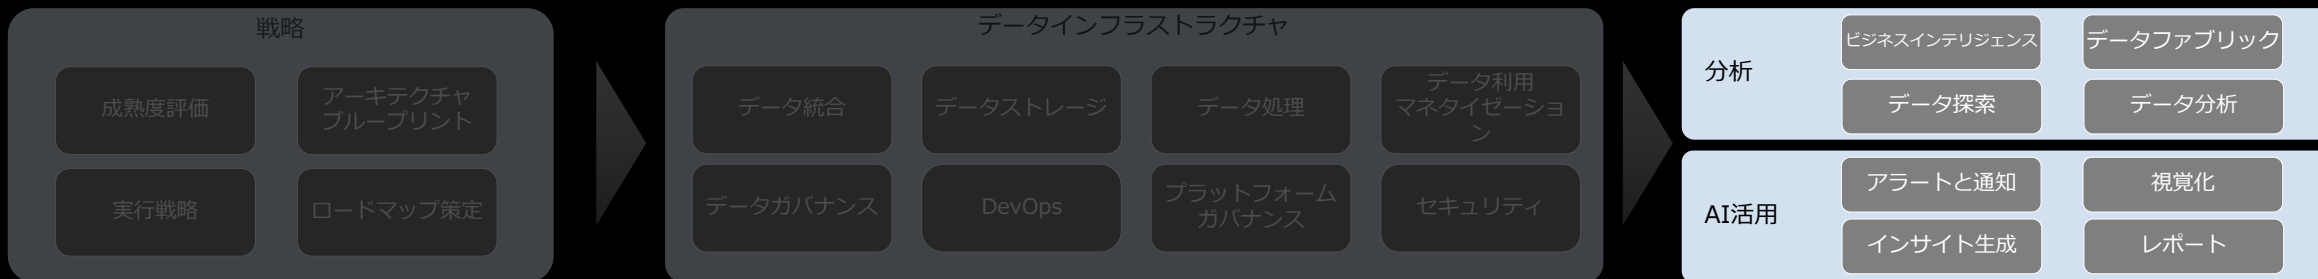 戦略
成熟度評価
アーキテクチャ
ブループリント
実行戦略
ロードマップ策定
データインフラストラクチャ
データ統合
データストレージ
データ処理
データ利用
マネタイゼーショ
ン
データガバナンス
DevOps
プラットフォーム
ガバナンス
セキュリティ
分析
ビジネスインテリジェンス
データファブリック
データ探索
データ分析
AI活用
アラートと通知
視覚化
インサイト生成
レポート